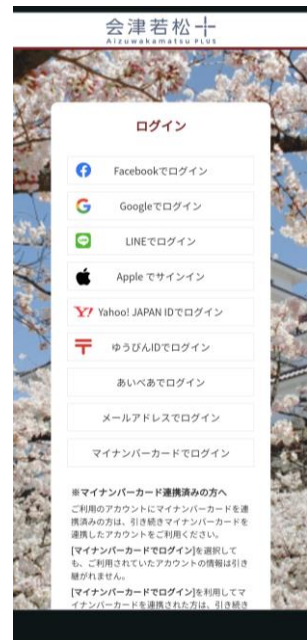 会津若松+
Aizuwakamatsu PLUS
ログイン
Facebookでログイン
Googleでログイン
LINEでログイン
Apple でサインイン
Yahoo! JAPAN IDでログイン
ゆうびんIDでログイン
あいべあでログイン
メールアドレスでログイン
マイナンバーカードでログイン
※マイナンバーカード連携済みの方へ
ご利用のアカウントにマイナンバーカードを連
携済みの方は、引き続きマイナンバーカードを
連携したアカウントをご利用ください。
[マイナンバーカードでログイン]を選択して
も、ご利用されていたアカウントの情報は引き
継がれません。
[マイナンバーカードでログイン]を利用してマ
イナンバーカードを連携された方は、引き続き